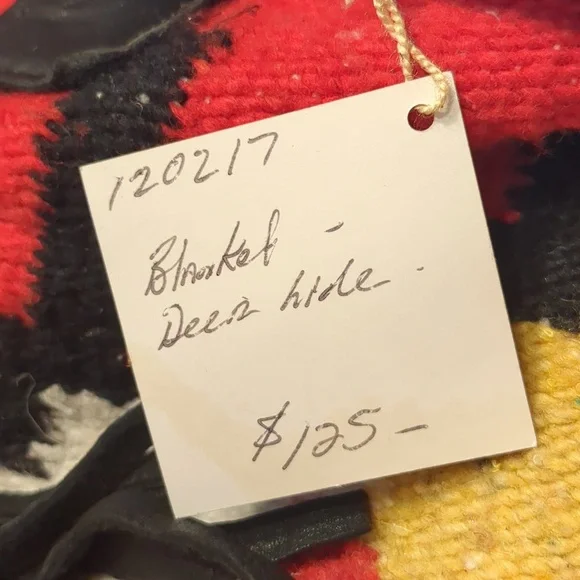 120217
Blanket -
Deer hide -
$125-